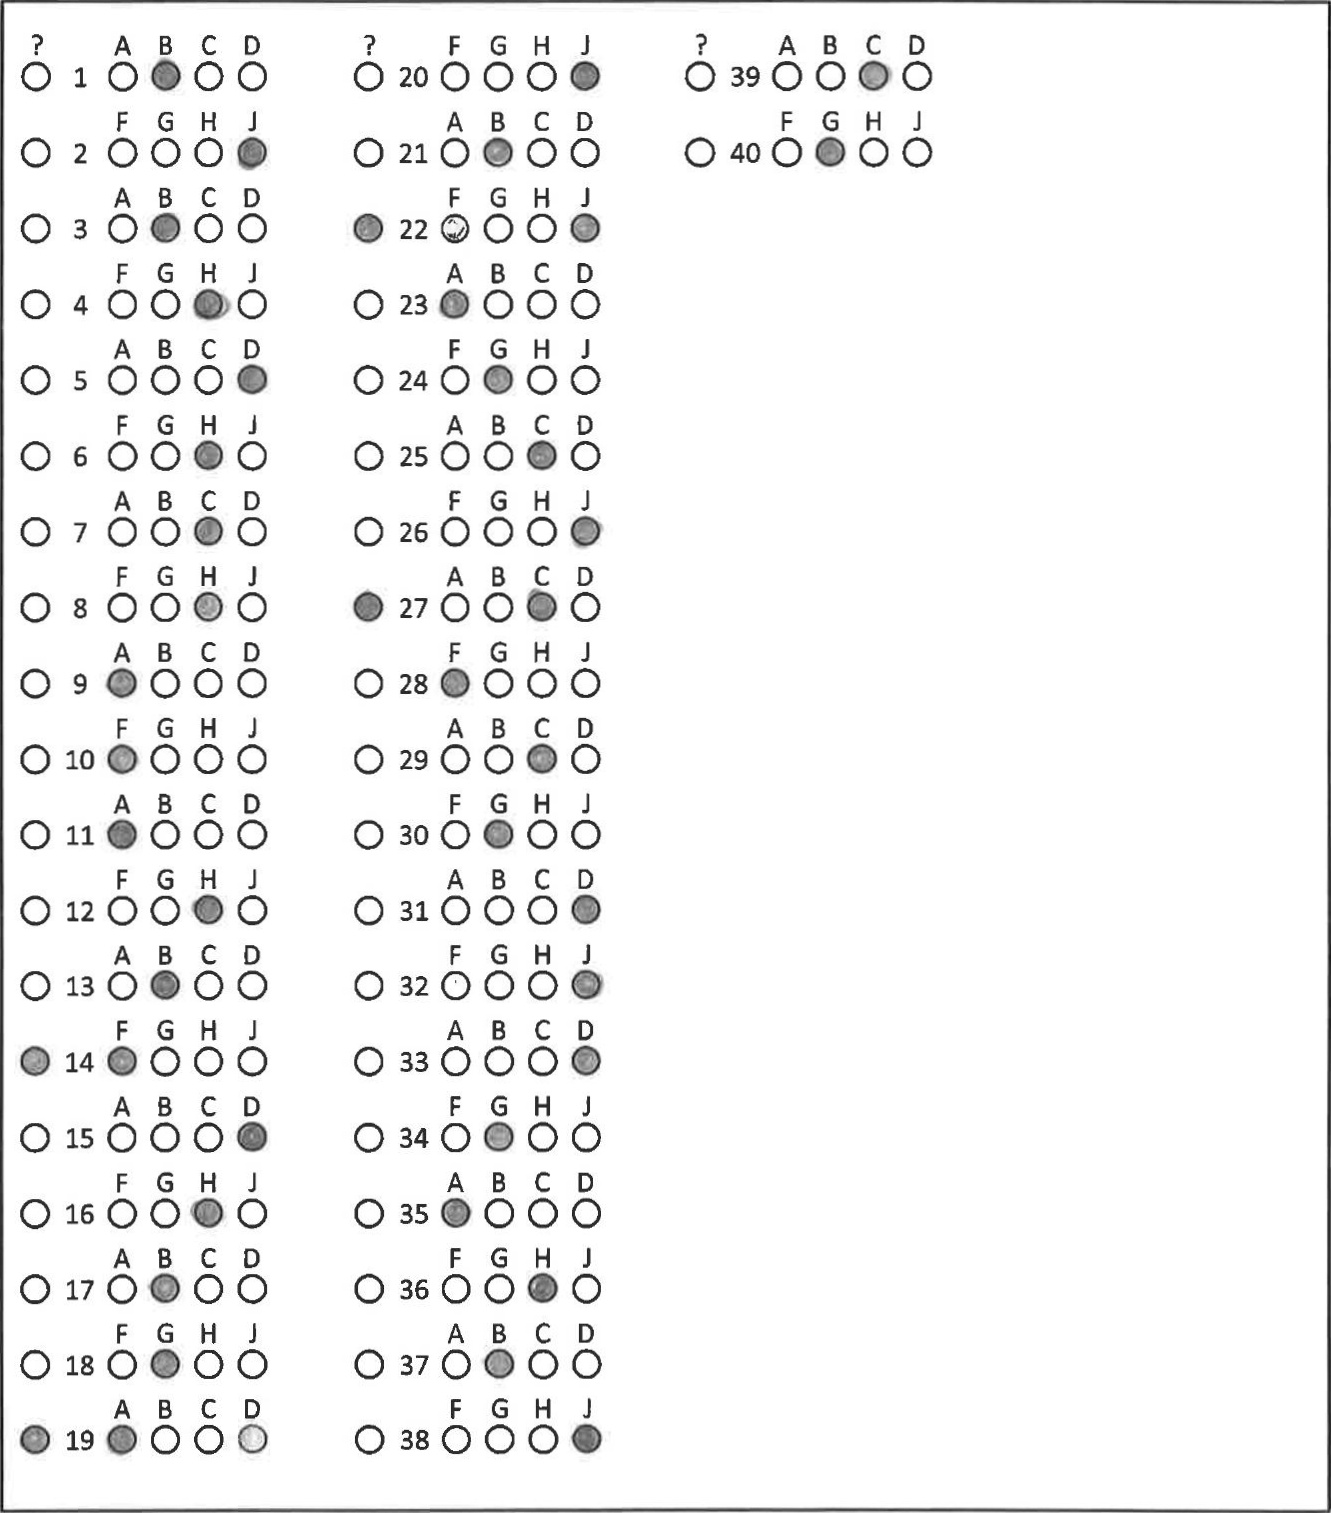 ? A B C D
1
F G H J
2
A B C D
3
F G H J
4
A B C D
5
F G H J
6
A B C D
7
F G H J
8
A B C D
9
F G H J
10
A B C D
11
F G H J
12
A B C D
13
F G H J
14
A B C D
15
F G H J
16
A B C D
17
F G H J
18
A B C D
19
? F G H J
20
A B C D
21
F G H J
22
A B C D
23
F G H J
24
A B C D
25
F G H J
26
A B C D
27
F G H J
28
A B C D
29
F G H J
30
A B C D
31
F G H J
32
A B C D
33
F G H J
34
A B C D
35
F G H J
36
A B C D
37
F G H J
38
? A B C D
39
F G H J
40